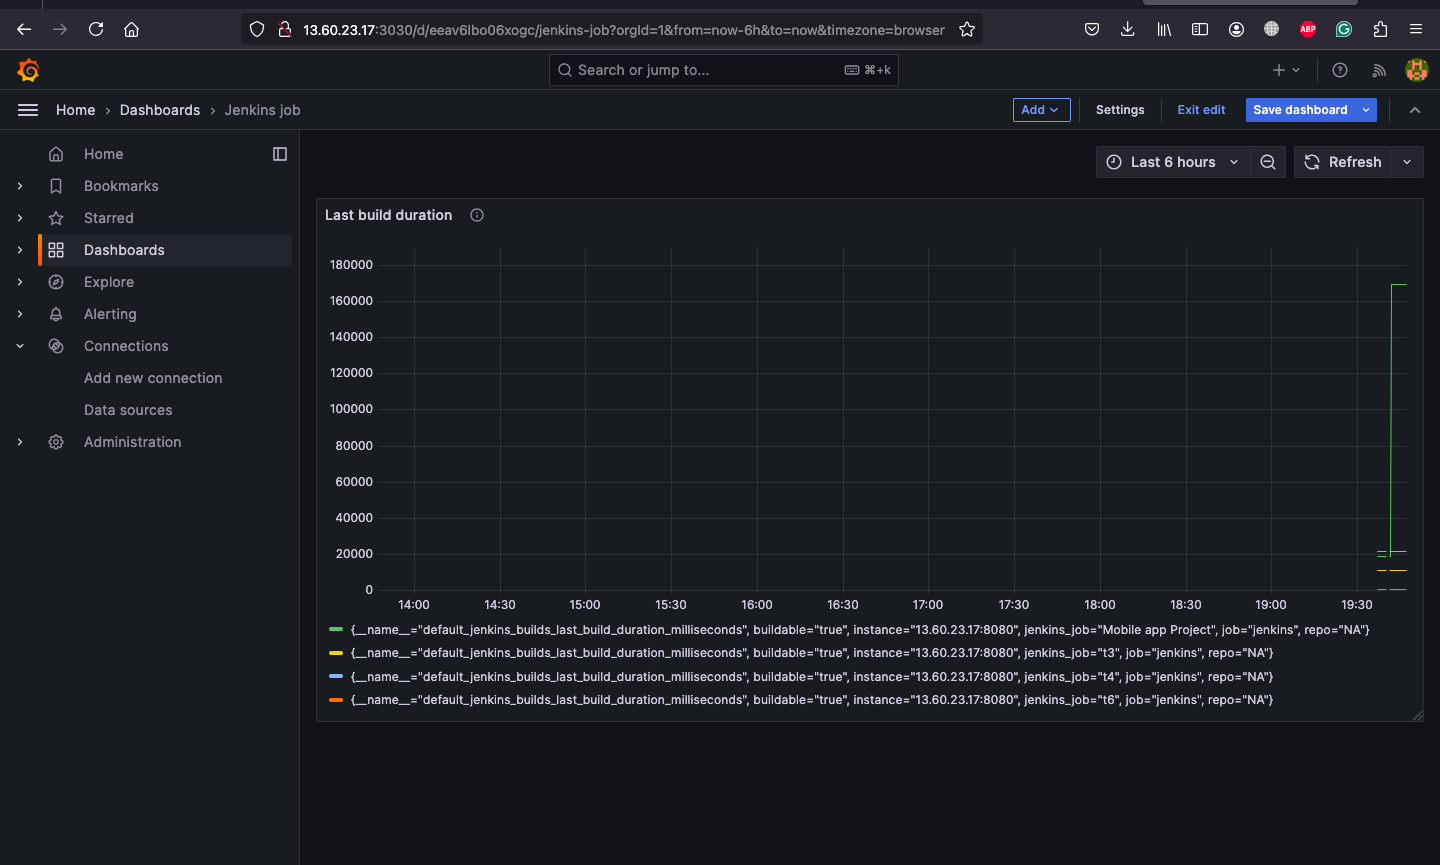 13.60.23.17:3030/d/eeav6lbo06xogc/jenkins-job?orgId=1&from=now-6h&to=now&timezone=browser
ABP
Search or jump to...
⌘+k
Home › Dashboards › Jenkins job
Add
Settings
Exit edit
Save dashboard
Home
Bookmarks
Starred
Dashboards
Explore
Alerting
Connections
Add new connection
Data sources
Administration
Last 6 hours
Refresh
Last build duration
180000
160000
140000
120000
100000
80000
60000
40000
20000
0
14:00 14:30 15:00 15:30 16:00 16:30 17:00 17:30 18:00 18:30 19:00 19:30
{__name__="default_jenkins_builds_last_build_duration_milliseconds", buildable="true", instance="13.60.23.17:8080", jenkins_job="Mobile app Project", job="jenkins", repo="NA"}
{__name__="default_jenkins_builds_last_build_duration_milliseconds", buildable="true", instance="13.60.23.17:8080", jenkins_job="t3", job="jenkins", repo="NA"}
{__name__="default_jenkins_builds_last_build_duration_milliseconds", buildable="true", instance="13.60.23.17:8080", jenkins_job="t4", job="jenkins", repo="NA"}
{__name__="default_jenkins_builds_last_build_duration_milliseconds", buildable="true", instance="13.60.23.17:8080", jenkins_job="t6", job="jenkins", repo="NA"}